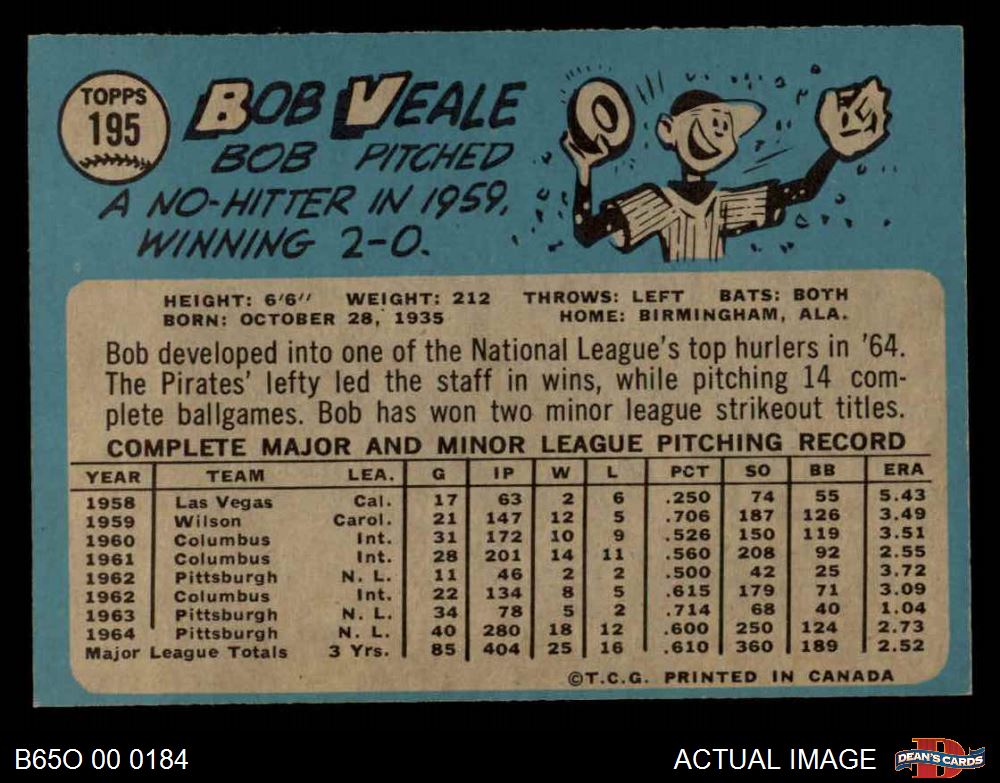 TOPPS
195
BOB VEALE
BOB PITCHED
A NO-HITTER IN 1959,
WINNING 2-0.
HEIGHT: 6'6" WEIGHT: 212 THROWS: LEFT BATS: BOTH
BORN: OCTOBER 28, 1935 HOME: BIRMINGHAM, ALA.
Bob developed into one of the National League's top hurlers in '64.
The Pirates' lefty led the staff in wins, while pitching 14 com-
plete ballgames. Bob has won two minor league strikeout titles.
COMPLETE MAJOR AND MINOR LEAGUE PITCHING RECORD
YEAR TEAM LEA. G IP W L PCT SO BB ERA
1958 Las Vegas Cal. 17 63 2 6 .250 74 55 5.43
1959 Wilson Carol. 21 147 12 5 .706 187 126 3.49
1960 Columbus Int. 31 172 10 9 .526 150 119 3.51
1961 Columbus Int. 28 201 14 11 .560 208 92 2.55
1962 Pittsburgh N. L. 11 46 2 2 .500 42 25 3.72
1962 Columbus Int. 22 134 8 5 .615 179 71 3.09
1963 Pittsburgh N. L. 34 78 5 2 .714 68 40 1.04
1964 Pittsburgh N. L. 40 280 18 12 .600 250 124 2.73
Major League Totals 3 Yrs. 85 404 25 16 .610 360 189 2.52
©T.C.G. PRINTED IN CANADA
B65O 00 0184
ACTUAL IMAGE
D
DEAN'S CARDS